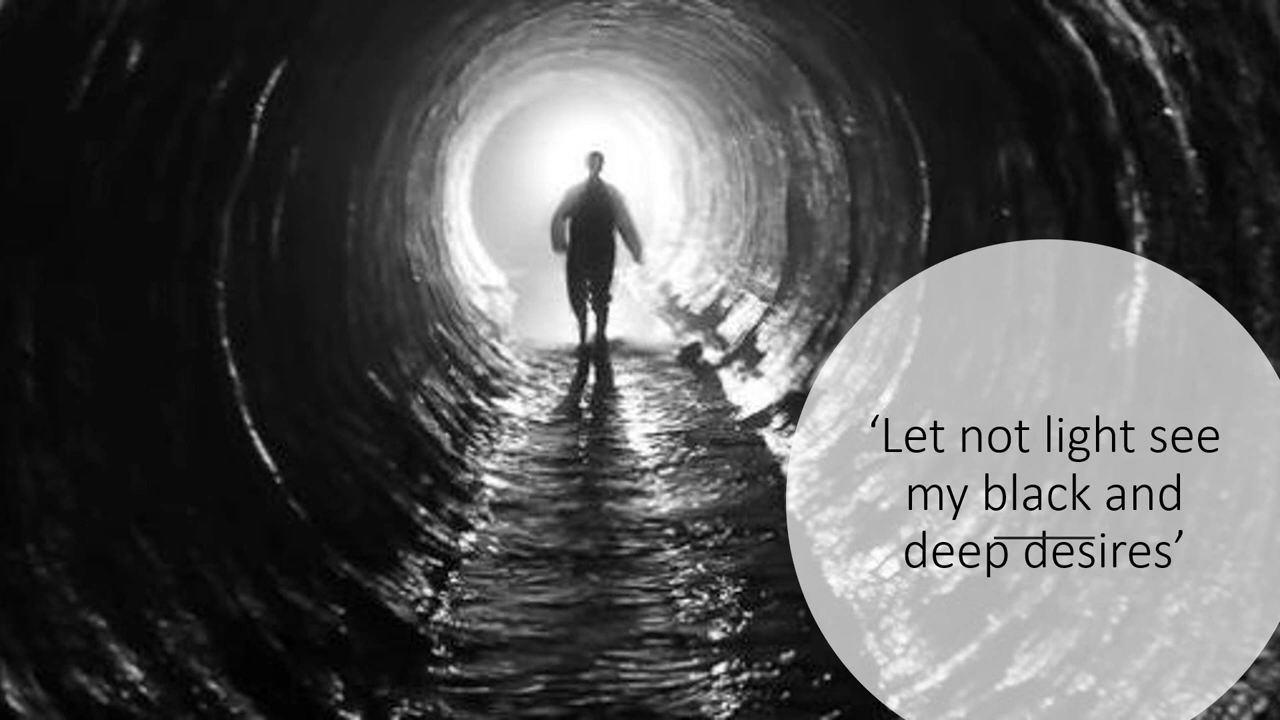 ‘Let not light see
my black and
deep desires’